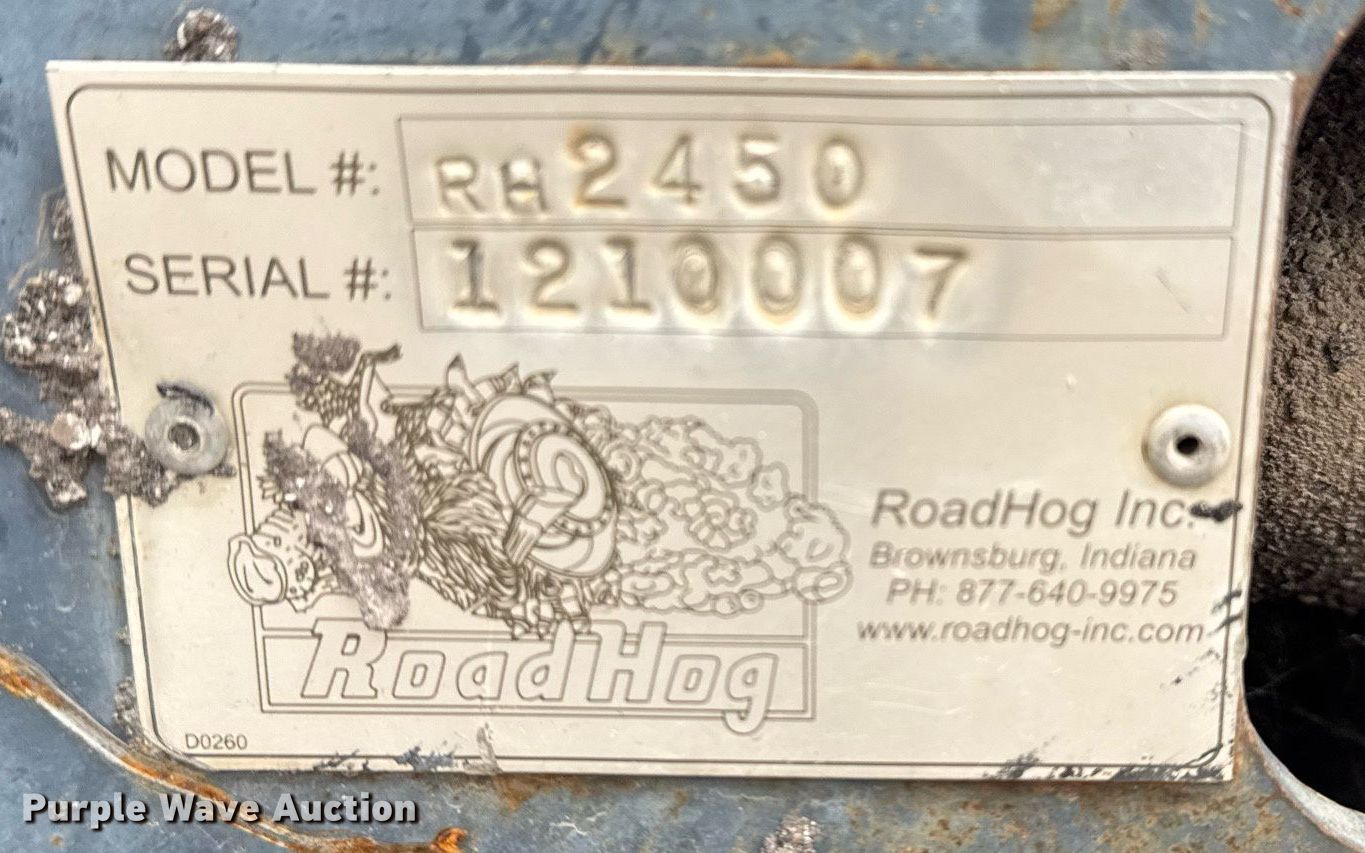 MODEL #: RH2450
SERIAL #: 1210007
RoadHog Inc.
Brownsburg, Indiana
PH: 877-640-9975
www.roadhog-inc.com
RoadHog
D0260
Purple Wave Auction